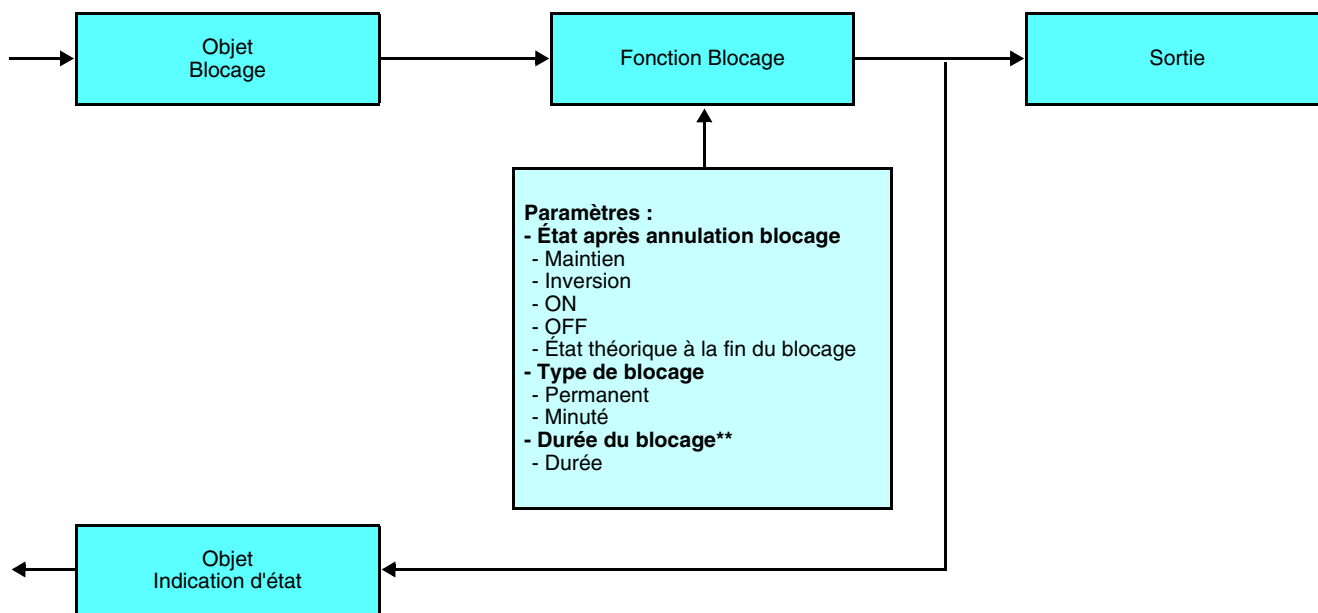 Objet
Blocage
Fonction Blocage
Sortie
Paramètres :
- État après annulation blocage
- Maintien
- Inversion
- ON
- OFF
- État théorique à la fin du blocage
- Type de blocage
- Permanent
- Minuté
- Durée du blocage**
- Durée
Objet
Indication d'état